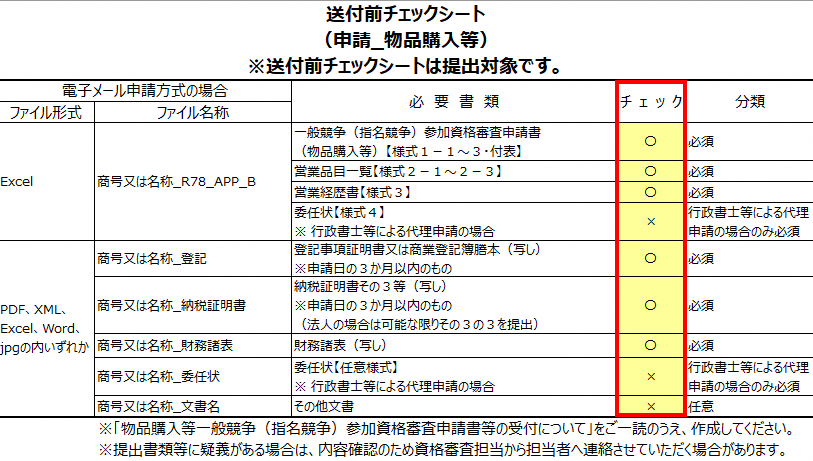 送付前チェックシート
（申請_物品購入等）
※送付前チェックシートは提出対象です。
電子メール申請方式の場合 必 要 書 類 チ ェ ッ ク 分類
ファイル形式 ファイル名称
Excel 商号又は名称_R78_APP_B
一般競争（指名競争）参加資格審査申請書
（物品購入等）【様式１－１～３・付表】 〇 必須
営業品目一覧【様式２－１～２－３】 〇 必須
営業経歴書【様式３】 〇 必須
委任状【様式４】
※ 行政書士等による代理申請の場合 × 行政書士等による代理
申請の場合のみ必須
PDF、XML、
Excel、Word、
jpgの内いずれか
商号又は名称_登記 登記事項証明書又は商業登記簿謄本（写し）
※申請日の３か月以内のもの 〇 必須
商号又は名称_納税証明書 納税証明書その３等（写し）
※申請日の３か月以内のもの
（法人の場合は可能な限りその３の３を提出） 〇 必須
商号又は名称_財務諸表 財務諸表（写し） 〇 必須
商号又は名称_委任状 委任状【任意様式】
※ 行政書士等による代理申請の場合 × 行政書士等による代理
申請の場合のみ必須
商号又は名称_文書名 その他文書 × 任意
※「物品購入等一般競争（指名競争）参加資格審査申請書等の受付について」をご一読のうえ、作成してください。
※提出書類等に疑義がある場合は、内容確認のため資格審査担当から担当者へ連絡させていただく場合があります。